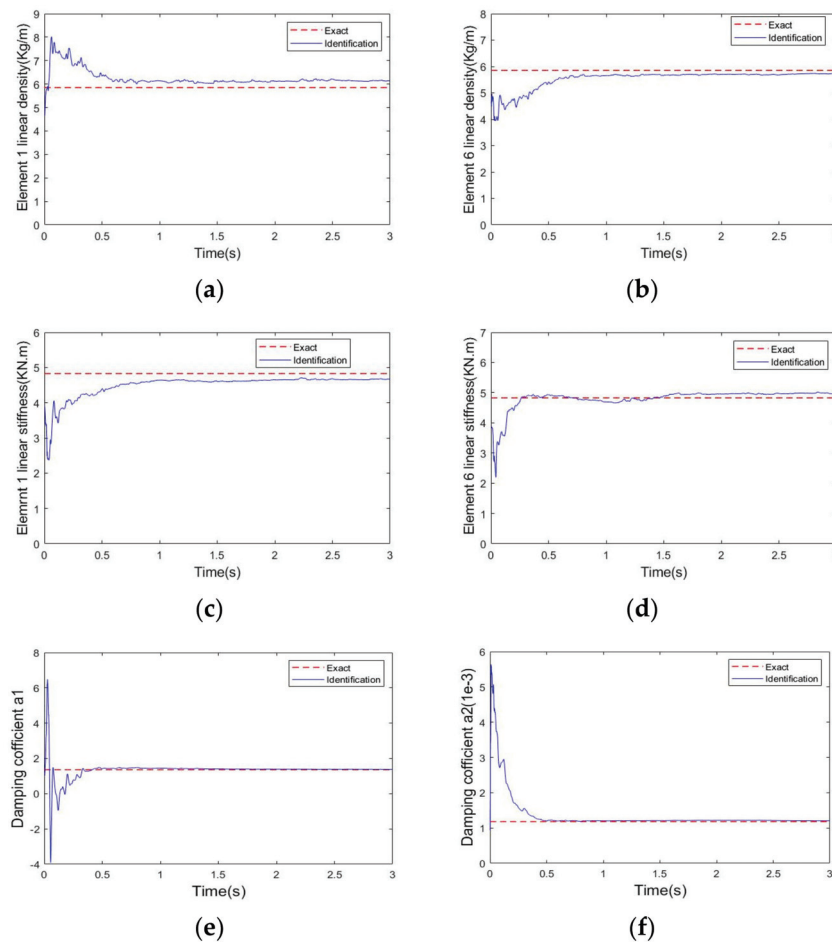 9
8
7
6
5
4
3
2
1
0
Element 1 linear density(Kg/m)
Exact
Identification
0 0.5 1 1.5 2 2.5 3
Time(s)
(a)
8
7
6
5
4
3
2
1
0
Element 6 linear density(Kg/m)
Exact
Identification
0 0.5 1 1.5 2 2.5 3
Time(s)
(b)
6
5
4
3
2
1
0
Elemrnt 1 linear stiffness(KN.m)
Exact
Identification
0 0.5 1 1.5 2 2.5 3
Time(s)
(c)
7
6
5
4
3
2
1
0
Element 6 linear stiffness(KN.m)
Exact
Identification
0 0.5 1 1.5 2 2.5
Time(s)
(d)
8
6
4
2
0
-2
-4
Damping cofficient a1
Exact
Identification
0 0.5 1 1.5 2 2.5 3
Time(s)
(e)
6
5
4
3
2
1
0
Damping cofficient a2(1e-3)
Exact
Identification
0 0.5 1 1.5 2 2.5 3
Time(s)
(f)